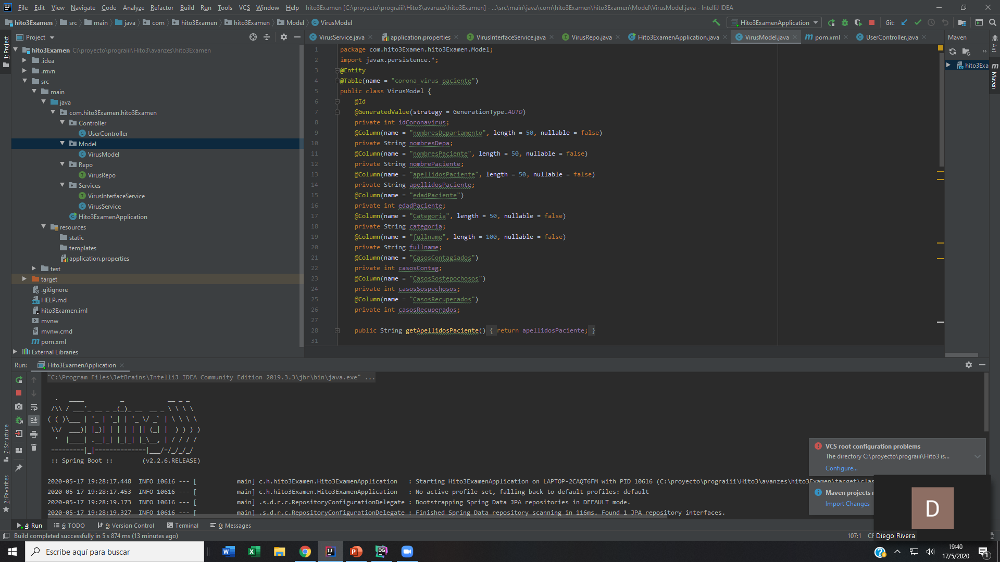 File Edit View Navigate Code Analyze Refactor Build Run Tools VCS Window Help hito3Examen [C:\proyecto\prograiii\Hito3\avanzes\hito3Examen] - ...\src\main\java\com\hito3Examen\hito3Examen\Model\VirusModel.java - IntelliJ IDEA
hito3Examen src main java com hito3Examen hito3Examen Model VirusModel Hito3ExamenApplication Git:
Project VirusService.java application.properties VirusInterfaceService.java VirusRepo.java Hito3ExamenApplication.java VirusModel.java pom.xml UserController.java Maven
1: Project
Ant
Maven
hito3Exa
hito3Examen C:\proyecto\prograiii\Hito3\avanzes\hito3Examen
.idea
.mvn
src
main
java
com.hito3Examen.hito3Examen
Controller
UserController
Model
VirusModel
Repo
VirusRepo
Services
VirusInterfaceService
VirusService
Hito3ExamenApplication
resources
static
templates
application.properties
test
target
.gitignore
HELP.md
hito3Examen.iml
mvnw
mvnw.cmd
pom.xml
External Libraries
1 package com.hito3Examen.hito3Examen.Model;
2 import javax.persistence.*;
3 @Entity
4 @Table(name = "corona_virus_paciente")
5 public class VirusModel {
6 @Id
7 @GeneratedValue(strategy = GenerationType.AUTO)
8 private int idCoronavirus;
9 @Column(name = "nombresDepartamento", length = 50, nullable = false)
10 private String nombresDepa;
11 @Column(name = "nombresPaciente", length = 50, nullable = false)
12 private String nombrePaciente;
13 @Column(name = "apellidosPaciente", length = 50, nullable = false)
14 private String apellidosPaciente;
15 @Column(name = "edadPaciente")
16 private int edadPaciente;
17 @Column(name = "Categoria", length = 50, nullable = false)
18 private String categoria;
19 @Column(name = "fullname", length = 100, nullable = false)
20 private String fullname;
21 @Column(name = "CasosContagiados")
22 private int casosContag;
23 @Column(name = "CasosSostepochosos")
24 private int casosSospechosos;
25 @Column(name = "CasosRecuperados")
26 private int casosRecuperados;
27
28 public String getApellidosPaciente() { return apellidosPaciente; }
31
Run: Hito3ExamenApplication
"C:\Program Files\JetBrains\IntelliJ IDEA Community Edition 2019.3.3\jbr\bin\java.exe" ...
  .   ____          _            __ _ _
 /\\ / ___'_ __ _ _(_)_ __  __ _ \ \ \ \
( ( )\___ | '_ | '_| | '_ \/ _` | \ \ \ \
 \\/  ___)| |_)| | | | | || (_| |  ) ) ) )
  '  |____| .__|_| |_|_| |_\__, | / / / /
 =========|_|==============|___/=/_/_/_/
 :: Spring Boot ::        (v2.2.6.RELEASE)
2020-05-17 19:28:17.448 INFO 10616 --- [ main] c.h.hito3Examen.Hito3ExamenApplication : Starting Hito3ExamenApplication on LAPTOP-2CAQT6FM with PID 10616 (C:\proyecto\prograiii\Hito3\avanzes\hito3Examen\target\clas
2020-05-17 19:28:17.453 INFO 10616 --- [ main] c.h.hito3Examen.Hito3ExamenApplication : No active profile set, falling back to default profiles: default
2020-05-17 19:28:19.173 INFO 10616 --- [ main] .s.d.r.c.RepositoryConfigurationDelegate : Bootstrapping Spring Data JPA repositories in DEFAULT mode.
2020-05-17 19:28:19.327 INFO 10616 --- [ main] .s.d.r.c.RepositoryConfigurationDelegate : Finished Spring Data repository scanning in 116ms. Found 1 JPA repository interfaces.
7: Structure
2: Favorites
VCS root configuration problems
The directory C:\proyecto\prograiii\Hito3 is...
Configure...
Maven projects
Import Changes
D
Diego Rivera
4: Run 6: TODO 9: Version Control Terminal 0: Messages
Build completed successfully in 5 s 874 ms (13 minutes ago) 107:1
Escribe aquí para buscar
19:40
17/5/2020